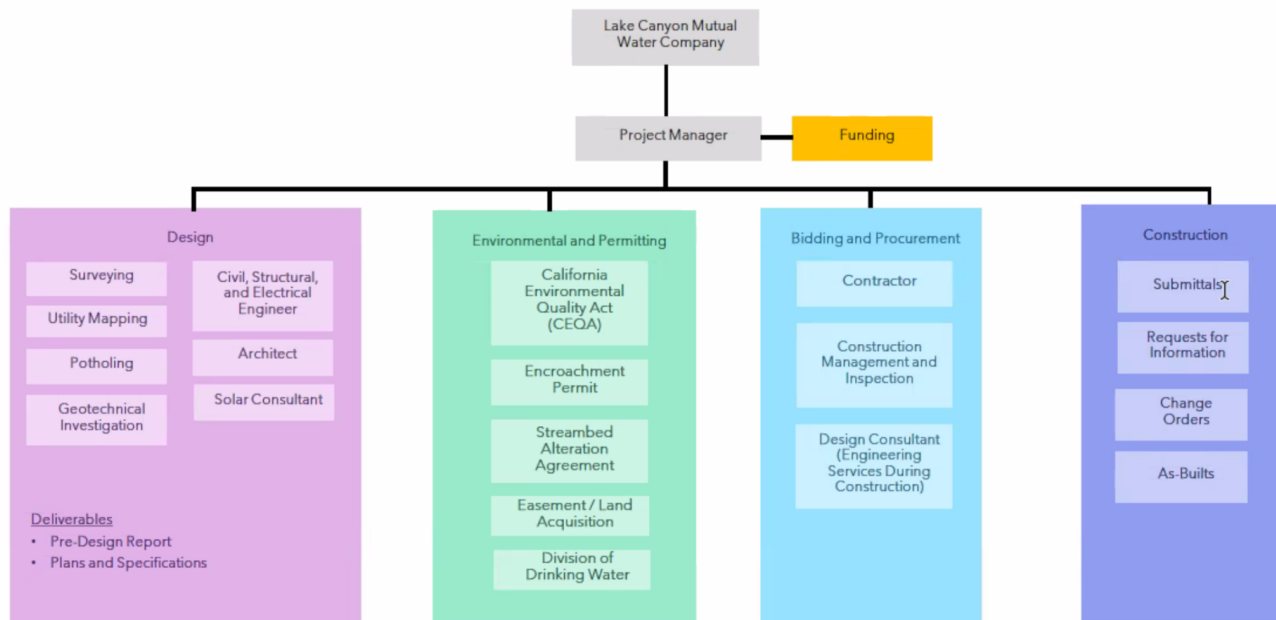 Lake Canyon Mutual
Water Company
Project Manager
Funding
Design
Surveying
Utility Mapping
Potholing
Geotechnical
Investigation
Civil, Structural,
and Electrical
Engineer
Architect
Solar Consultant
Deliverables
• Pre-Design Report
• Plans and Specifications
Environmental and Permitting
California
Environmental
Quality Act
(CEQA)
Encroachment
Permit
Streambed
Alteration
Agreement
Easement / Land
Acquisition
Division of
Drinking Water
Bidding and Procurement
Contractor
Construction
Management and
Inspection
Design Consultant
(Engineering
Services During
Construction)
Construction
Submittals
Requests for
Information
Change
Orders
As-Builts